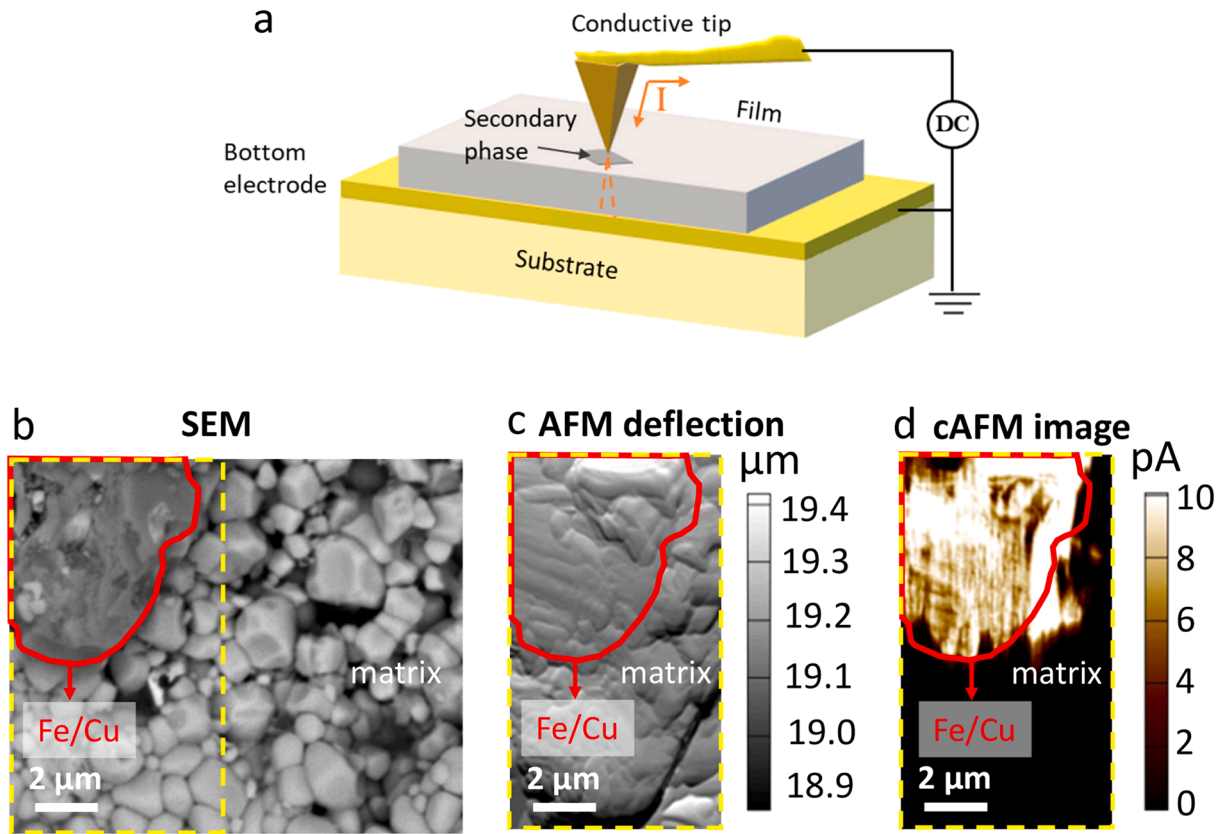 a
Conductive tip
I
Film
DC
Secondary
phase
Bottom
electrode
Substrate
b
SEM
matrix
Fe/Cu
2 μm
c
AFM deflection
μm
19.4
19.3
19.2
19.1
19.0
18.9
matrix
Fe/Cu
2 μm
d
cAFM image
pA
10
8
6
4
2
0
matrix
Fe/Cu
2 μm